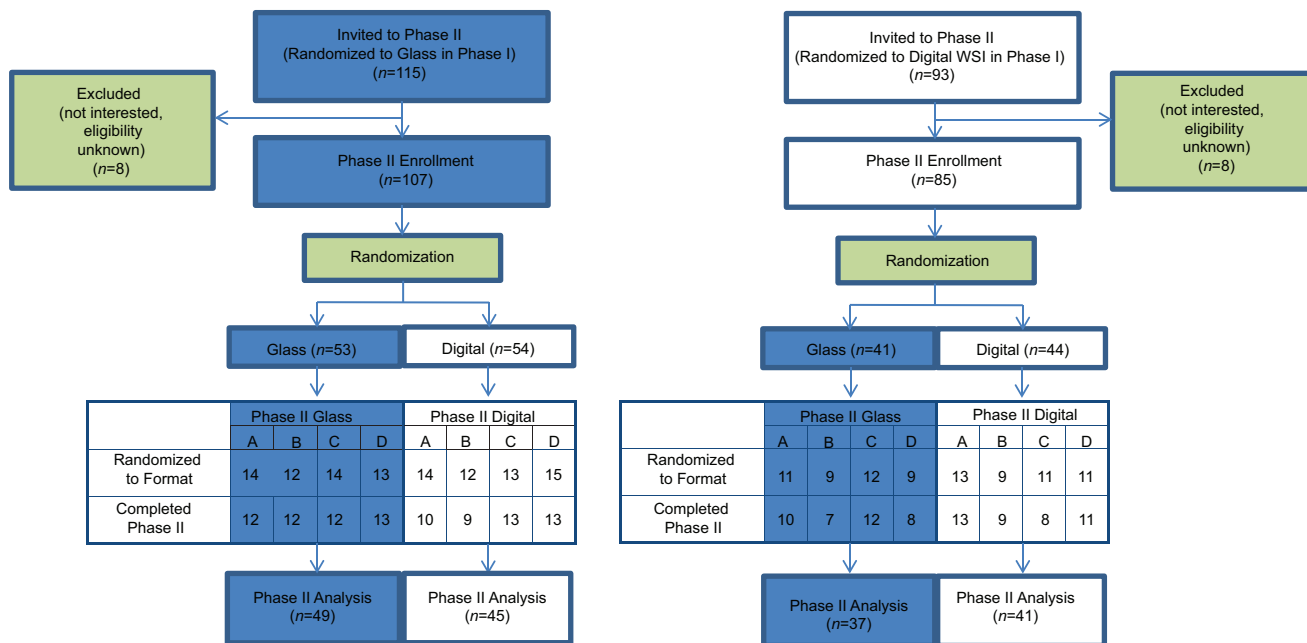 Invited to Phase II
(Randomized to Glass in Phase I)
(n=115)
Excluded
(not interested,
eligibility
unknown)
(n=8)
Phase II Enrollment
(n=107)
Randomization
Glass (n=53)
Digital (n=54)
Phase II Glass
Phase II Digital
A B C D A B C D
Randomized
to Format
14 12 14 13 14 12 13 15
Completed
Phase II
12 12 12 13 10 9 13 13
Phase II Analysis
(n=49)
Phase II Analysis
(n=45)
Invited to Phase II
(Randomized to Digital WSI in Phase I)
(n=93)
Excluded
(not interested,
eligibility
unknown)
(n=8)
Phase II Enrollment
(n=85)
Randomization
Glass (n=41)
Digital (n=44)
Phase II Glass
Phase II Digital
A B C D A B C D
Randomized
to Format
11 9 12 9 13 9 11 11
Completed
Phase II
10 7 12 8 13 9 8 11
Phase II Analysis
(n=37)
Phase II Analysis
(n=41)